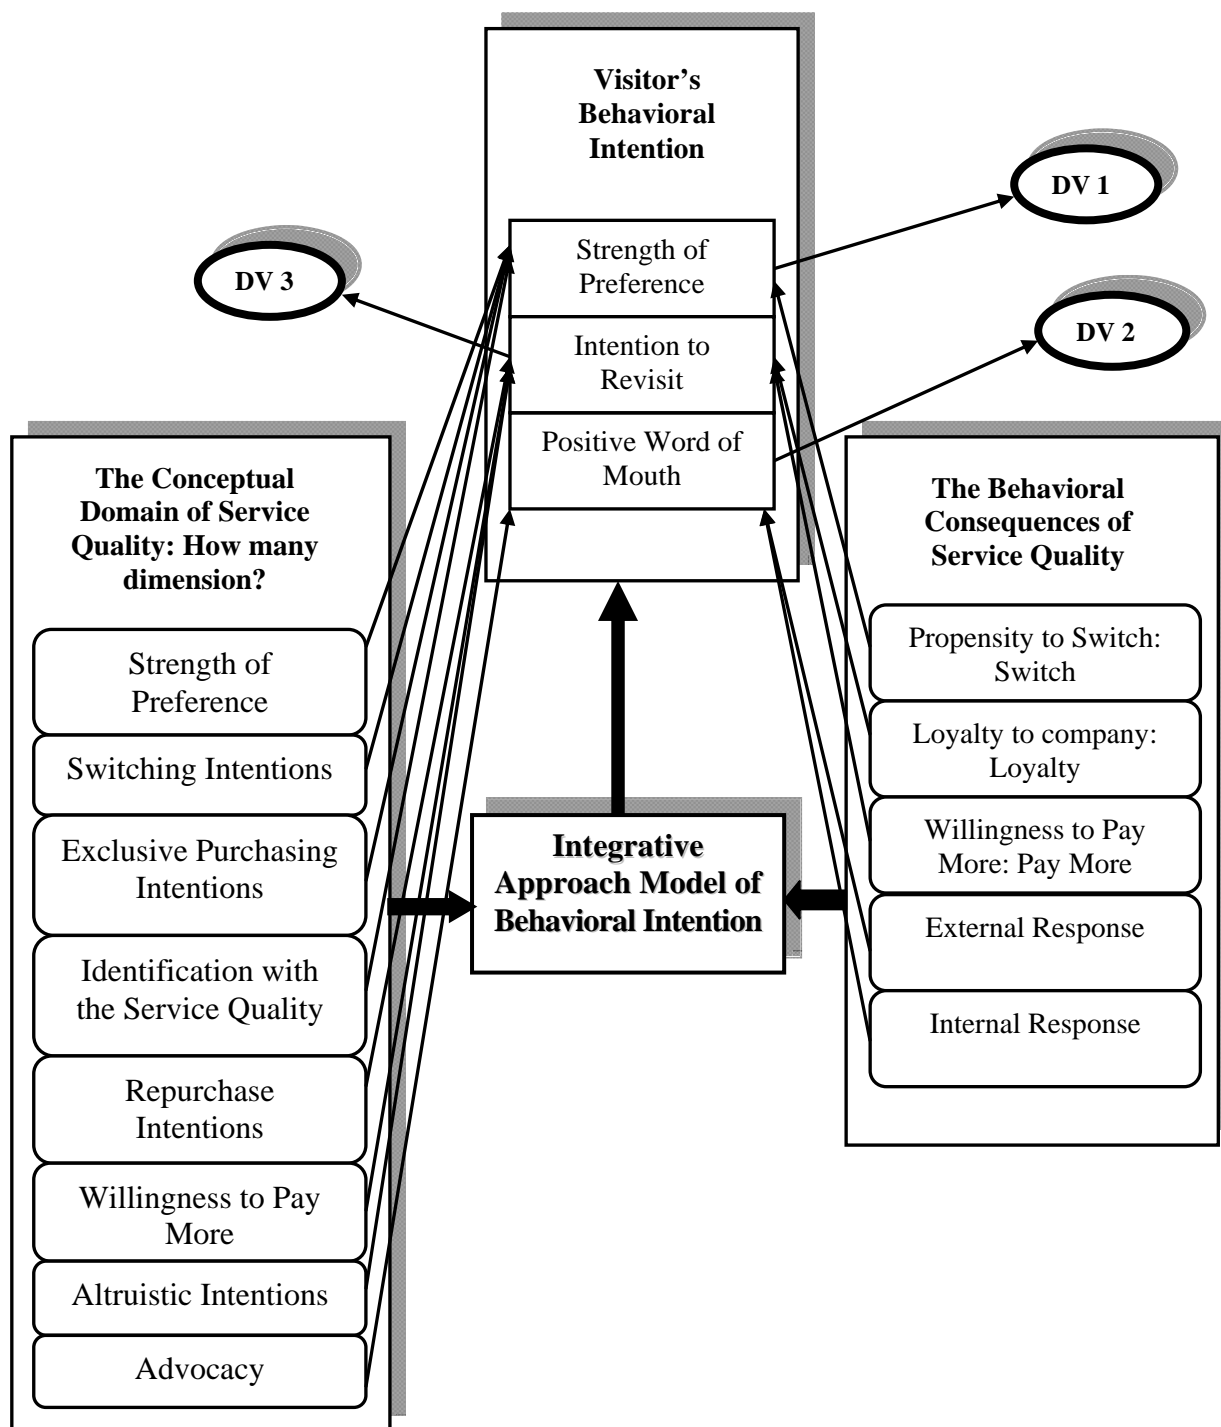 Visitor's
Behavioral
Intention
Strength of
Preference
Intention to
Revisit
Positive Word of
Mouth
DV 1
DV 2
DV 3
The Conceptual
Domain of Service
Quality: How many
dimension?
Strength of
Preference
Switching Intentions
Exclusive Purchasing
Intentions
Identification with
the Service Quality
Repurchase
Intentions
Willingness to Pay
More
Altruistic Intentions
Advocacy
Integrative
Approach Model of
Behavioral Intention
The Behavioral
Consequences of
Service Quality
Propensity to Switch:
Switch
Loyalty to company:
Loyalty
Willingness to Pay
More: Pay More
External Response
Internal Response